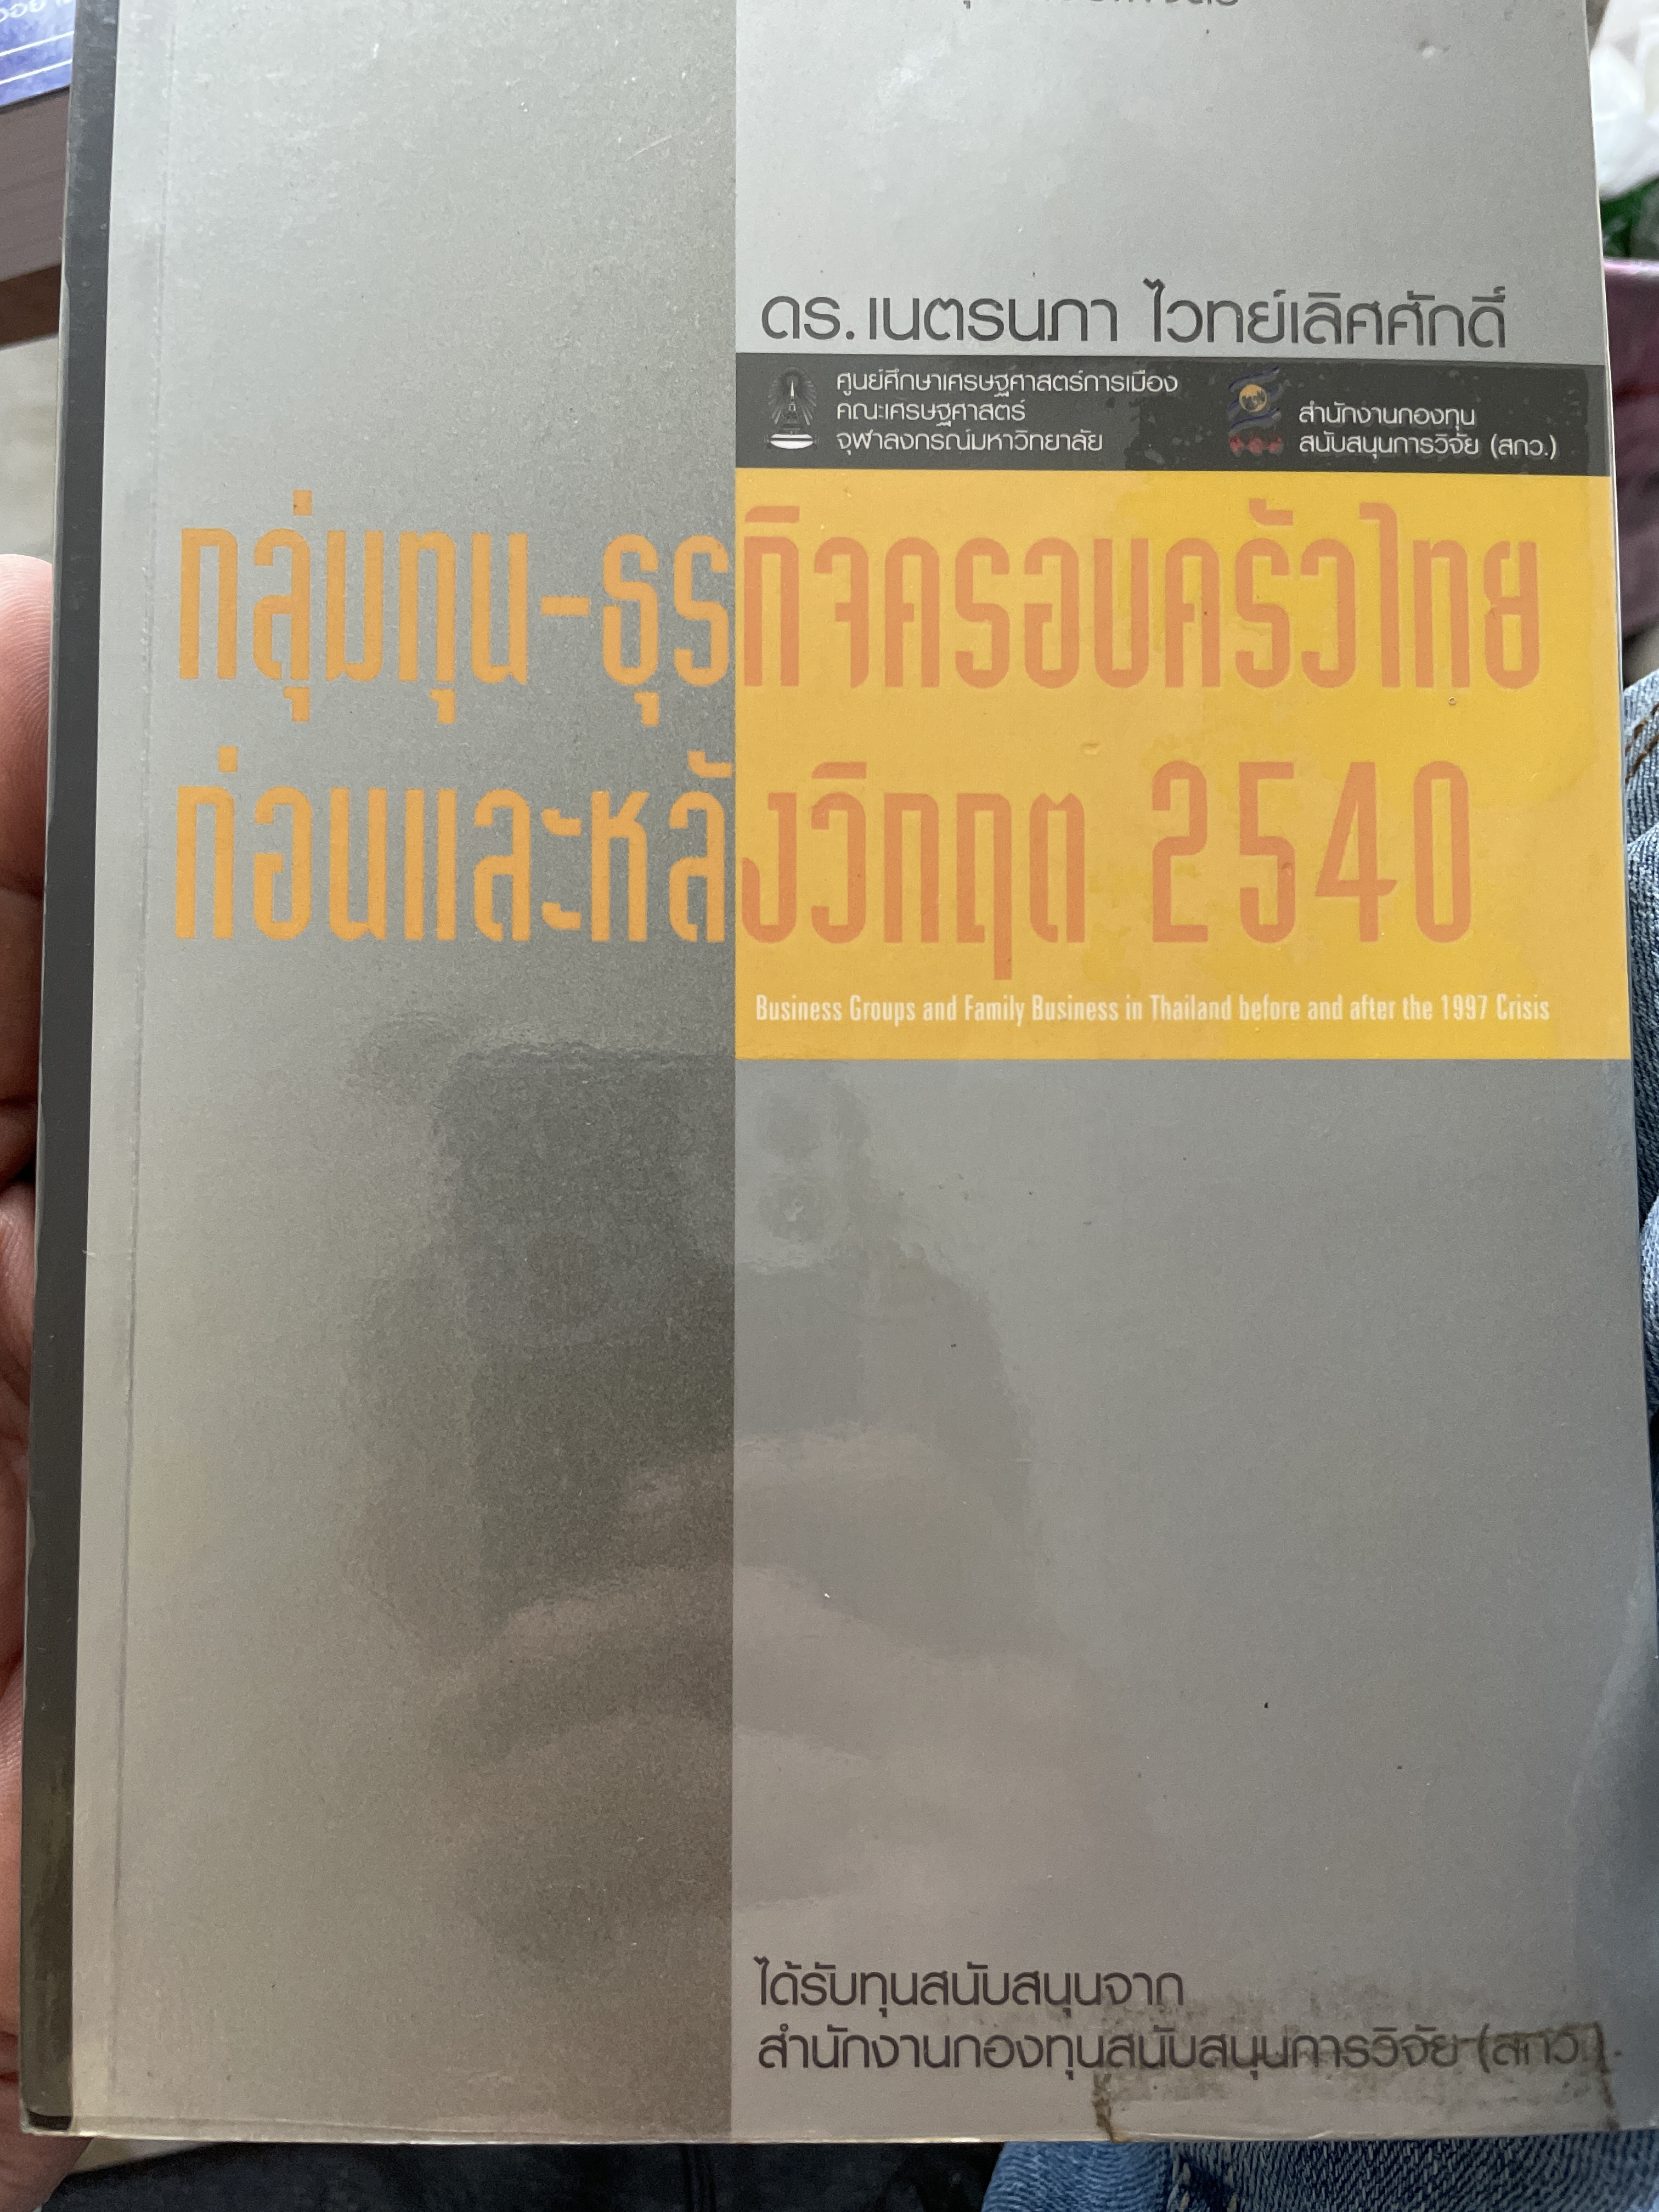 ดร.เนตรนภา ไวทย์เลิศศักดิ์
ศูนย์ศึกษาเศรษฐศาสตร์การเมือง
คณะเศรษฐศาสตร์
จุฬาลงกรณ์มหาวิทยาลัย
สำนักงานกองทุน
สนับสนุนการวิจัย (สกว.)
กลุ่มทุน-ธุรกิจครอบครัวไทย
ก่อนและหลังวิกฤต 2540
Business Groups and Family Business in Thailand before and after the 1997 Crisis
ได้รับทุนสนับสนุนจาก
สำนักงานกองทุนสนับสนุนการวิจัย (สกว.)